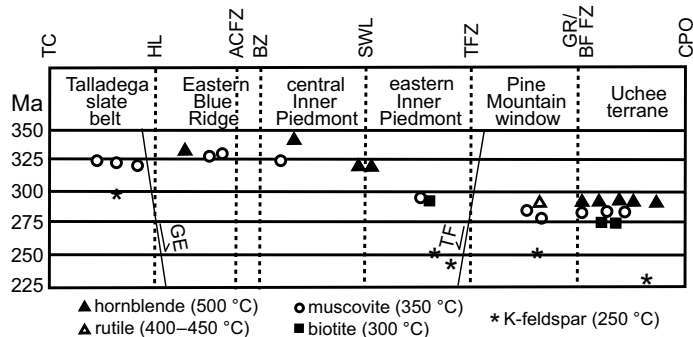 TC HL ACFZ BZ SWL TFZ GR/ BF FZ CPO
Ma
Talladega slate belt
Eastern Blue Ridge
central Inner Piedmont
eastern Inner Piedmont
Pine Mountain window
Uchee terrane
350
325
300
275
250
225
GE
TF
hornblende (500 °C)
muscovite (350 °C)
K-feldspar (250 °C)
rutile (400–450 °C)
biotite (300 °C)